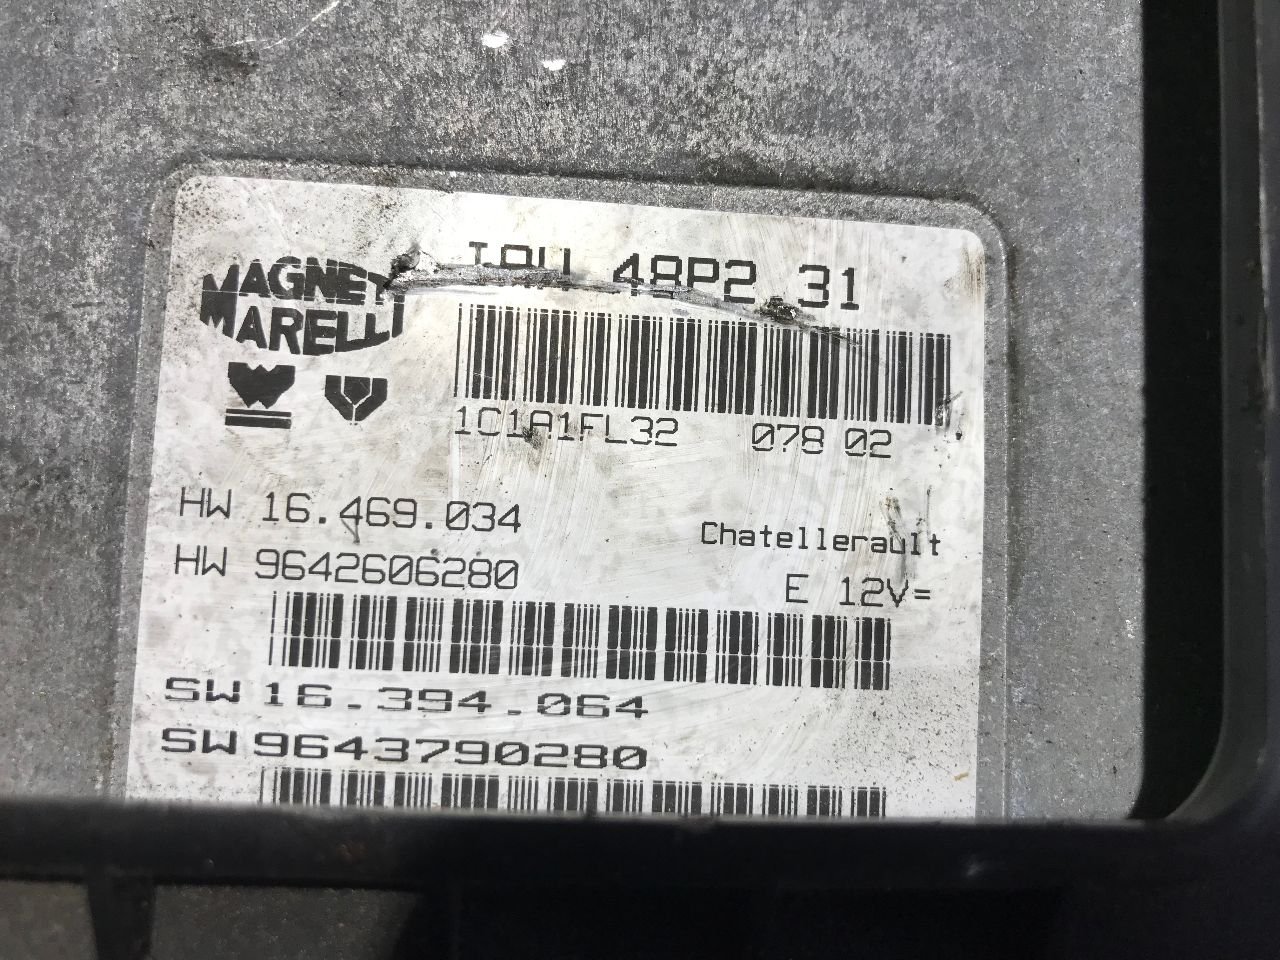 MAGNETI
MARELLI
IAW 48P2.31
1C1A1FL32 078 02
HW 16.469.034
Chatellerault
HW 9642606280
E 12V=
SW 16.394.064
SW 9643790280